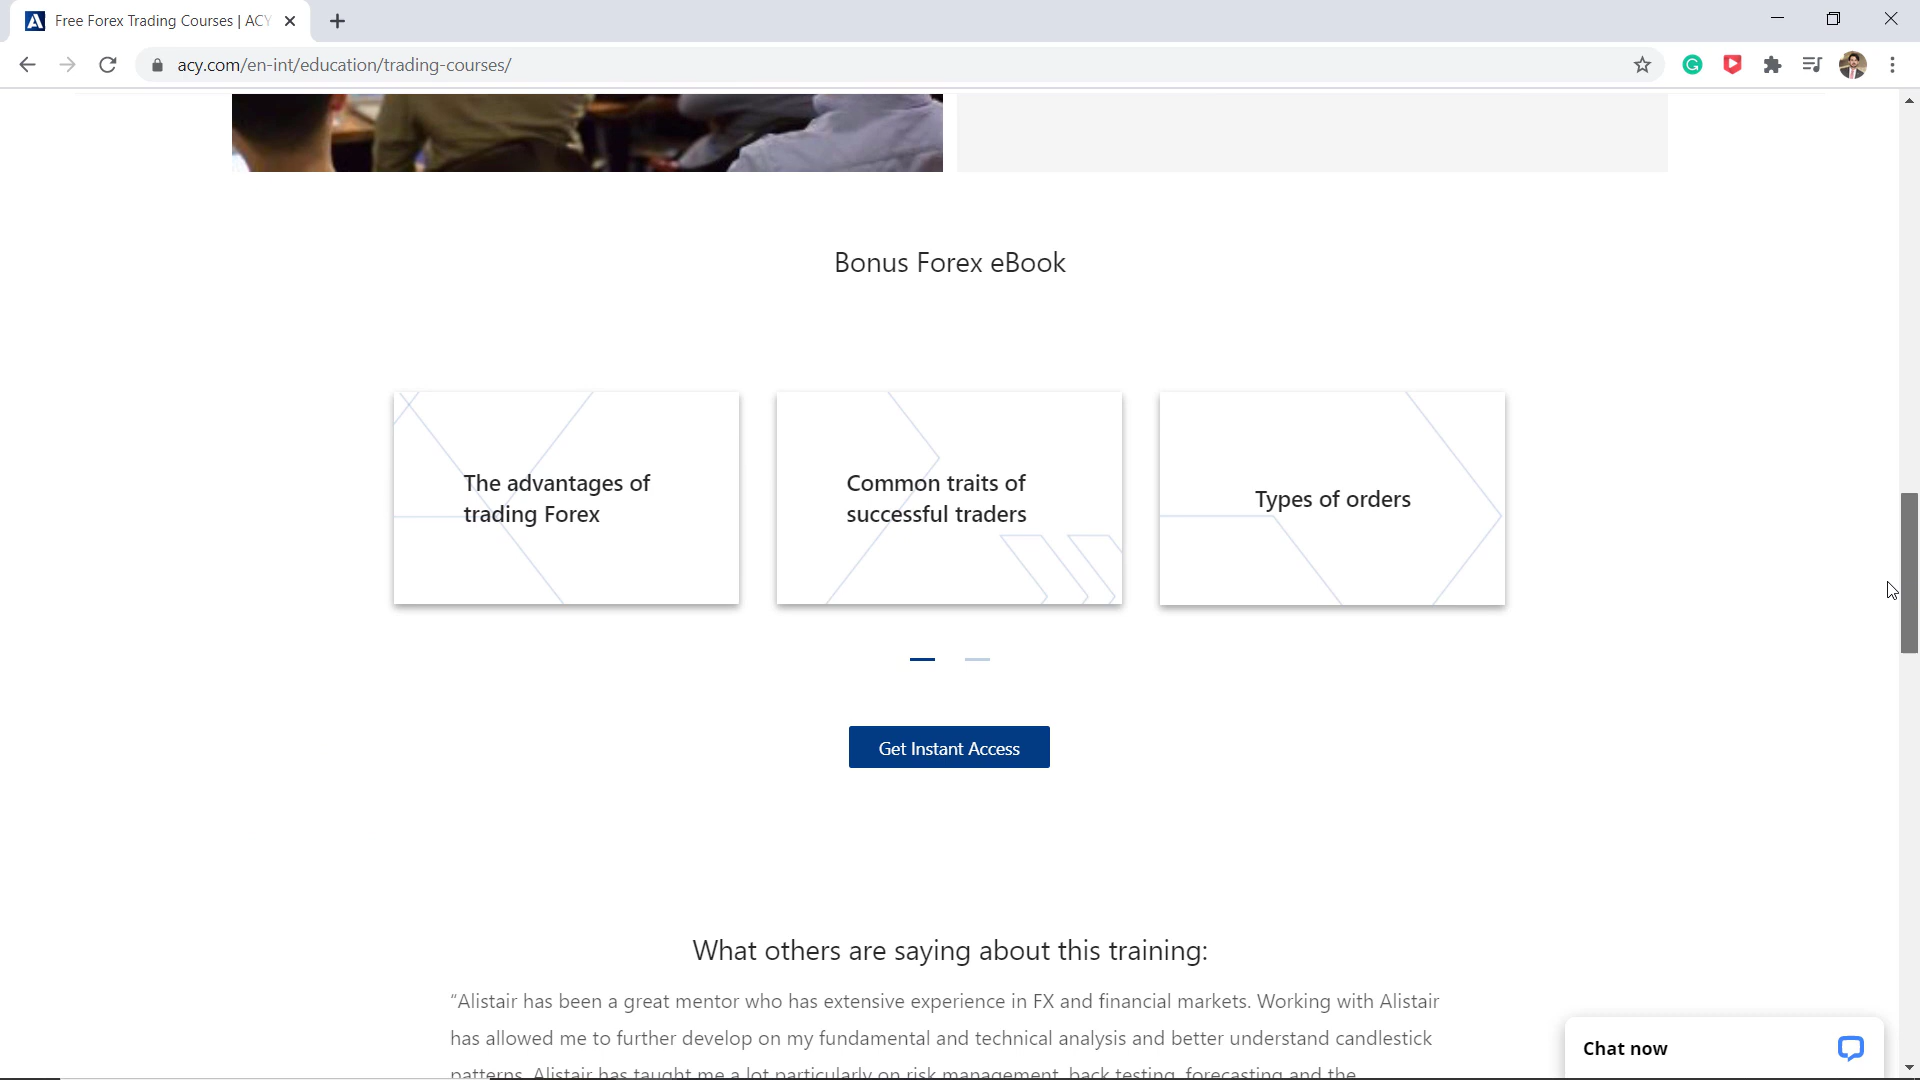 Free Forex Trading Courses | ACY
acy.com/en-int/education/trading-courses/
Bonus Forex eBook
The advantages of
trading Forex
Common traits of
successful traders
Types of orders
Get Instant Access
What others are saying about this training:
“Alistair has been a great mentor who has extensive experience in FX and financial markets. Working with Alistair
has allowed me to further develop on my fundamental and technical analysis and better understand candlestick
patterns. Alistair has taught me a lot particularly on risk management, back testing, forecasting and the
Chat now